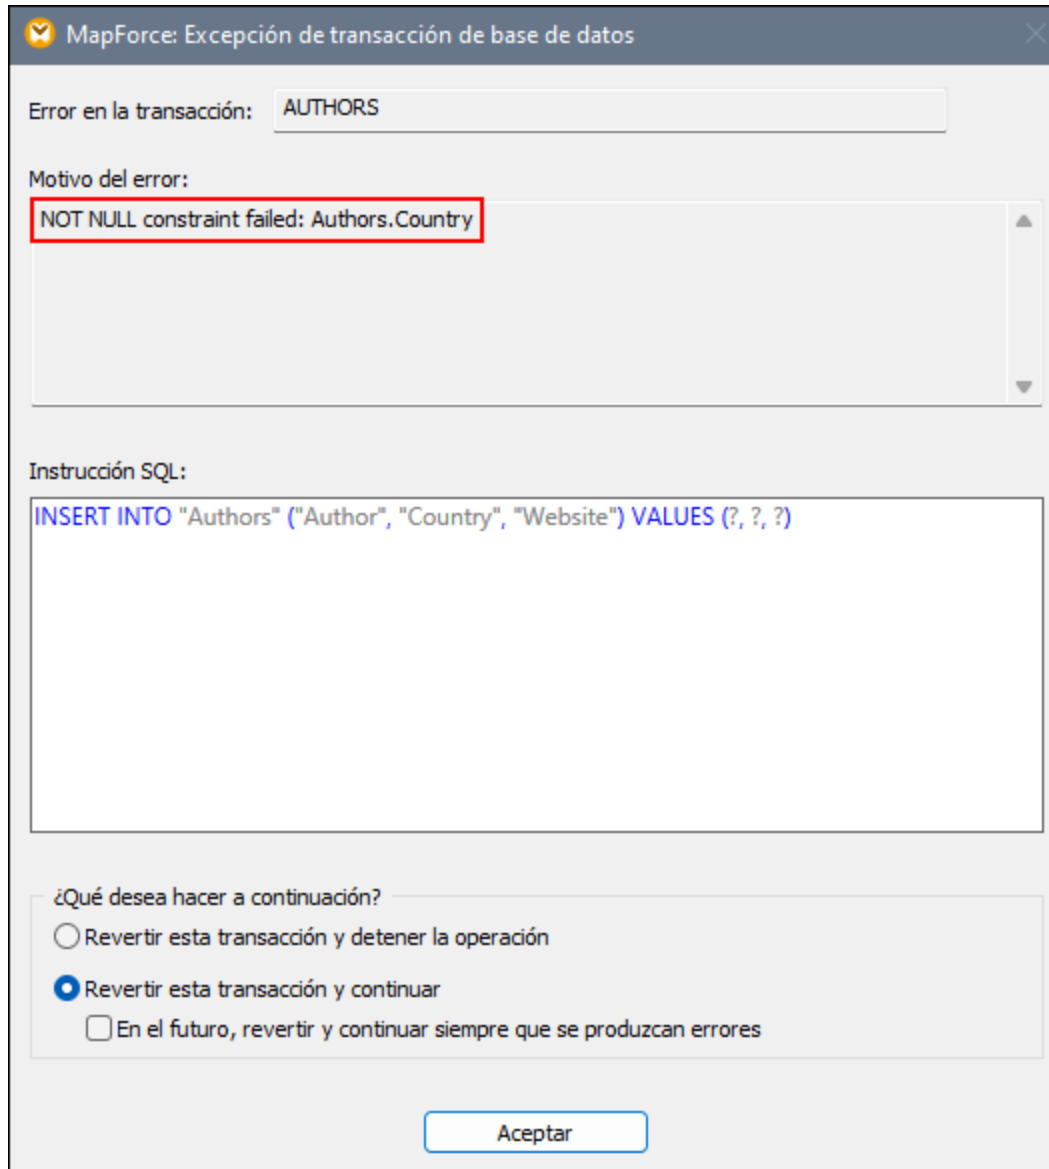 MapForce: Excepción de transacción de base de datos
Error en la transacción: AUTHORS
Motivo del error:
NOT NULL constraint failed: Authors.Country
Instrucción SQL:
INSERT INTO "Authors" ("Author", "Country", "Website") VALUES (?, ?, ?)
¿Qué desea hacer a continuación?
Revertir esta transacción y detener la operación
Revertir esta transacción y continuar
En el futuro, revertir y continuar siempre que se produzcan errores
Aceptar